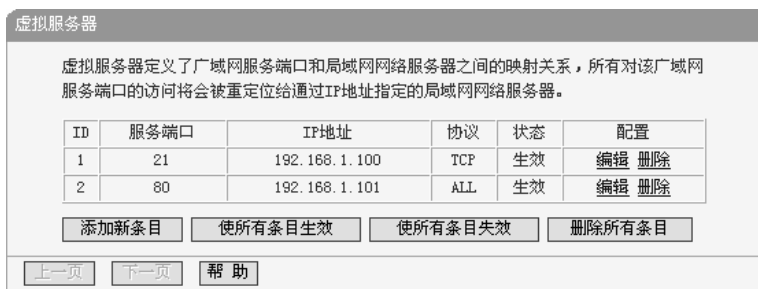 虚拟服务器
虚拟服务器定义了广域网服务端口和局域网网络服务器之间的映射关系，所有对该广域网
服务端口的访问将会被重定位给通过IP地址指定的局域网网络服务器。
ID 服务端口 IP地址 协议 状态 配置
1 21 192.168.1.100 TCP 生效 编辑 删除
2 80 192.168.1.101 ALL 生效 编辑 删除
添加新条目 使所有条目生效 使所有条目失效 删除所有条目
上一页 下一页 帮 助